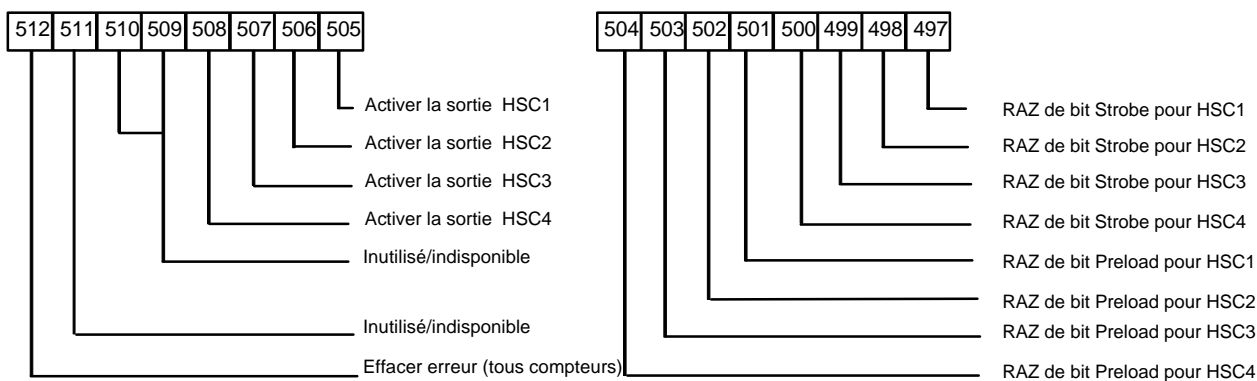 512 511 510 509 508 507 506 505
Activer la sortie HSC1
Activer la sortie HSC2
Activer la sortie HSC3
Activer la sortie HSC4
Inutilisé/indisponible
Inutilisé/indisponible
Effacer erreur (tous compteurs)
504 503 502 501 500 499 498 497
RAZ de bit Strobe pour HSC1
RAZ de bit Strobe pour HSC2
RAZ de bit Strobe pour HSC3
RAZ de bit Strobe pour HSC4
RAZ de bit Preload pour HSC1
RAZ de bit Preload pour HSC2
RAZ de bit Preload pour HSC3
RAZ de bit Preload pour HSC4